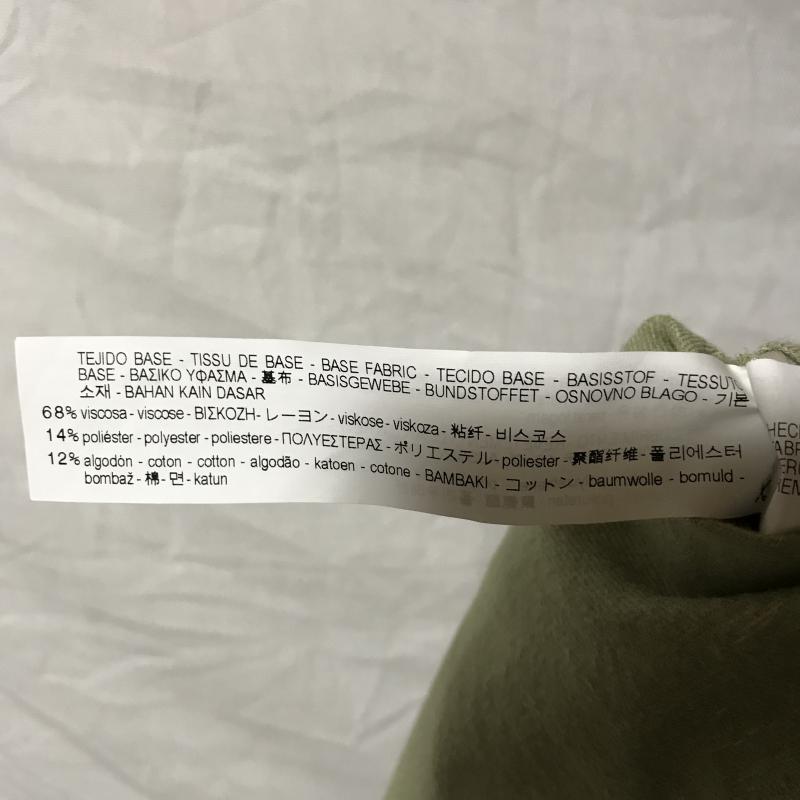 TEJIDO BASE - TISSU DE BASE - BASE FABRIC - TECIDO BASE - BASISSTOF - TESSUTO
BASE - ΒΑΣΙΚΟ ΥΦΑΣΜΑ - 基布 - BASISGEWEBE - BUNDSTOFFET - OSNOVNO BLAGO - 기본
소재 - BAHAN KAIN DASAR
68% viscosa - viscose - ΒΙΣΚΟΖΗ- レーヨン - viskose - viskoza - 粘纤 - 비스코스
14% poliéster - polyester - poliestere - ΠΟΛΥΕΣΤΕΡΑΣ - ポリエステル - poliester - 聚酯纤维 - 폴리에스터
12% algodón - coton - cotton - algodão - katoen - cotone - BAMBAKI - コットン - baumwolle - bomuld -
bombaž - 棉 - 면 - katun